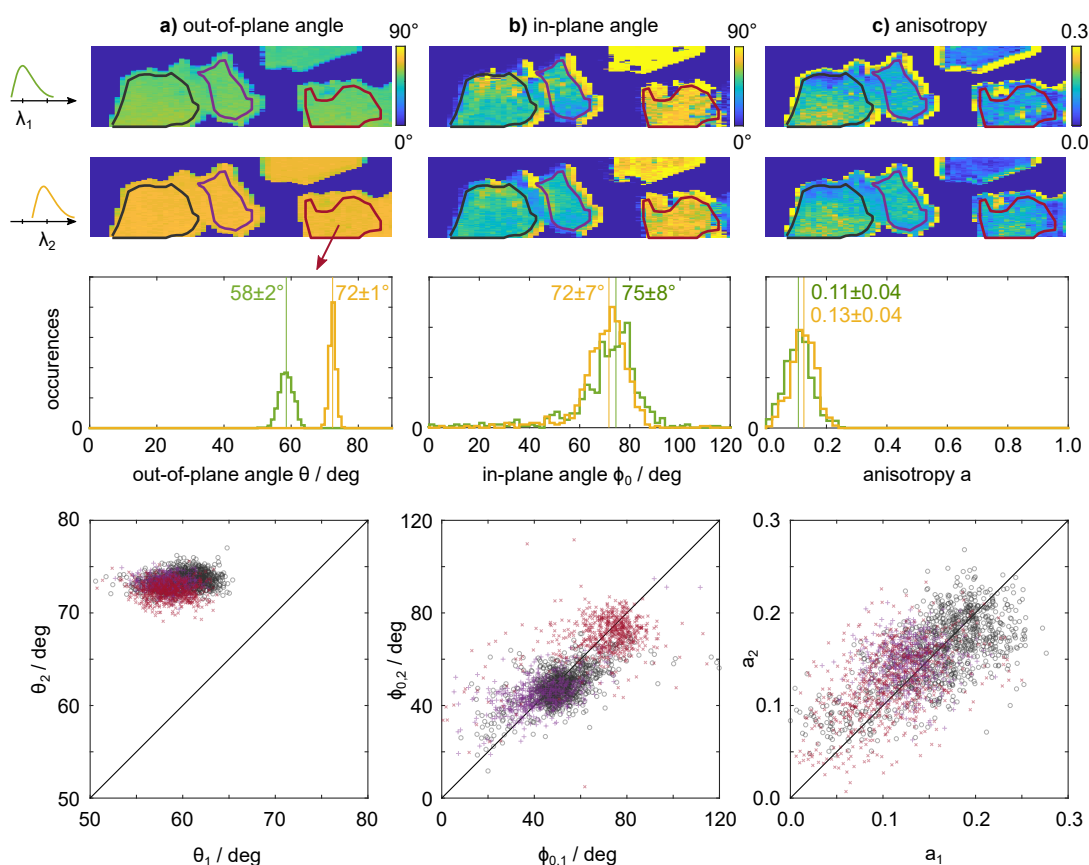 a) out-of-plane angle
b) in-plane angle
c) anisotropy
90°
90°
0.3
λ1
0°
0°
0.0
λ2
58±2°
72±1°
72±7°
75±8°
0.11±0.04
0.13±0.04
occurences
0
0
0
0 20 40 60 80
0 20 40 60 80 100 120
0.0 0.2 0.4 0.6 0.8 1.0
out-of-plane angle θ / deg
in-plane angle ϕ0 / deg
anisotropy a
80
70
60
50
θ2 / deg
50 60 70 80
θ1 / deg
120
80
40
0
ϕ0,2 / deg
0 40 80 120
ϕ0,1 / deg
0.3
0.2
0.1
0.0
a2
0.0 0.1 0.2 0.3
a1